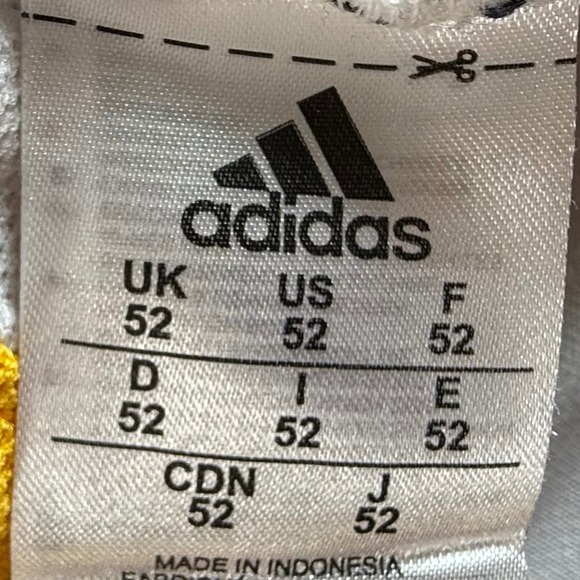 adidas
UK US F
52 52 52
D I E
52 52 52
CDN J
52 52
MADE IN INDONESIA